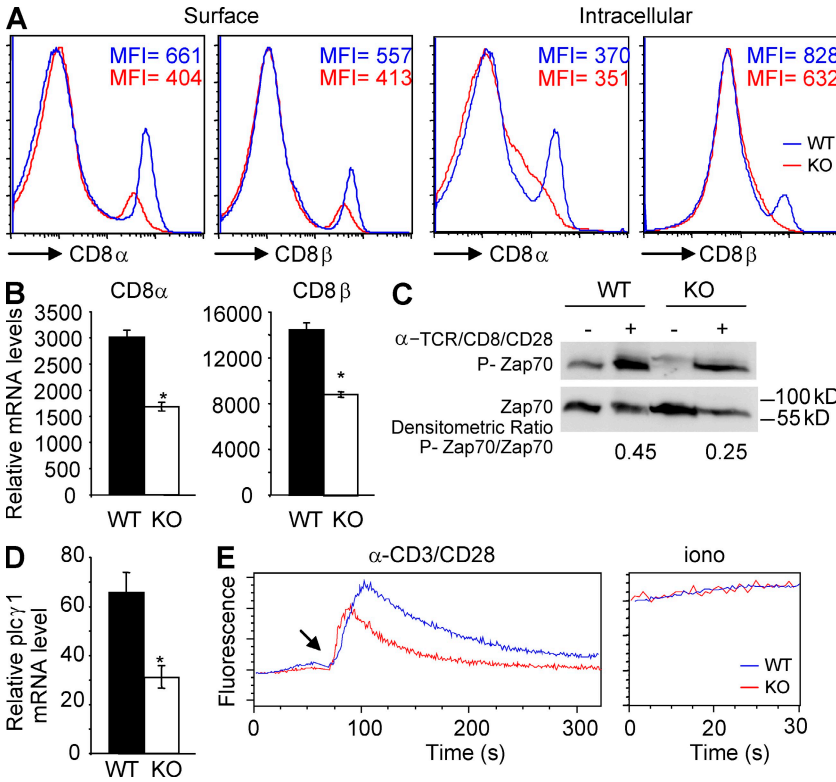 A
Surface
Intracellular
MFI= 661
MFI= 404
MFI= 557
MFI= 413
MFI= 370
MFI= 351
MFI= 828
MFI= 632
WT
KO
CD8α
CD8β
CD8α
CD8β
B
CD8α
CD8β
Relative mRNA levels
3500
3000
2500
2000
1500
1000
500
0
*
WT KO
16000
12000
8000
4000
0
*
WT KO
C
WT KO
- + - +
α−TCR/CD8/CD28
P- Zap70
Zap70
100 kD
55 kD
Densitometric Ratio
P- Zap70/Zap70
0.45 0.25
D
Relative plcγ1
mRNA level
80
60
40
20
0
*
WT KO
E
α-CD3/CD28
iono
Fluorescence
WT
KO
0 100 200 300
Time (s)
0 20 30
Time (s)